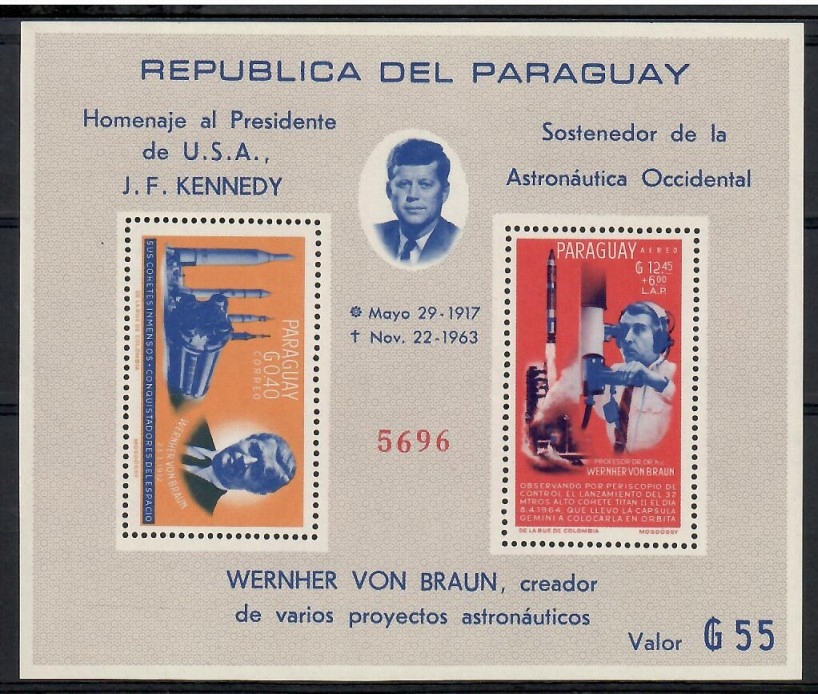 REPUBLICA DEL PARAGUAY
Homenaje al Presidente
de U.S.A.,
J. F. KENNEDY
Sostenedor de la
Astronáutica Occidental
Mayo 29-1917
† Nov. 22-1963
5696
SUS COHETES INMENSOS - CONQUISTADORES DEL ESPACIO
PARAGUAY
₲ 0.40
CORREO
WERNHER VON BRAUN
MOSDÓSSY
PARAGUAY AEREO
₲ 12.45
+6.00
L.A.P.
WERNHER VON BRAUN
OBSERVANDO POR PERISCOPIO DE
CONTROL EL LANZAMIENTO DEL 32
MTROS ALTO COHETE TITAN II EL DIA
8.4.1964, QUE LLEVO LA CAPSULA
GEMINI A COLOCARLA EN ORBITA
DE LA RUE DE COLOMBIA MOSDÓSSY
WERNHER VON BRAUN, creador
de varios proyectos astronáuticos
Valor ₲ 55